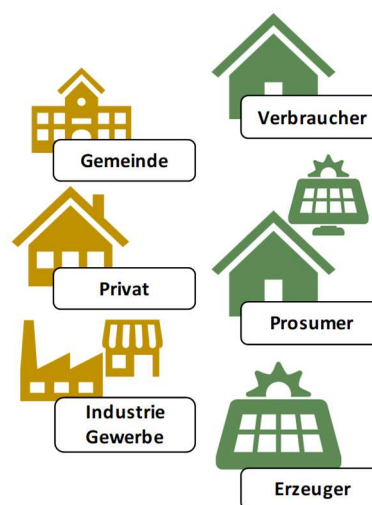 Gemeinde
Privat
Industrie
Gewerbe
Verbraucher
Prosumer
Erzeuger